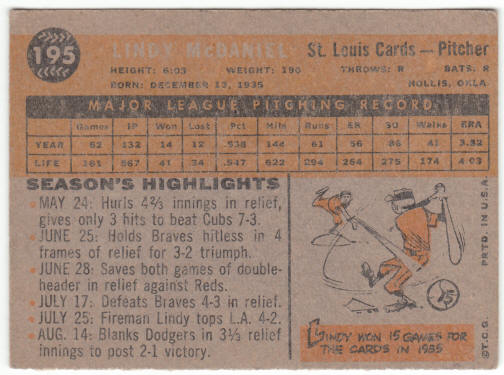 195
LINDY McDANIEL St. Louis Cards — Pitcher
HEIGHT: 6:03 WEIGHT: 190 THROWS: R BATS: R
BORN: DECEMBER 13, 1935 HOLLIS, OKLA.
MAJOR LEAGUE PITCHING RECORD
Games IP Won Lost Pct. Hits Runs ER SO Walks ERA
YEAR 62 132 14 12 .538 144 61 56 86 41 3.82
LIFE 161 567 41 34 .547 622 294 254 275 174 4.03
SEASON'S HIGHLIGHTS
MAY 24: Hurls 4⅔ innings in relief,
gives only 3 hits to beat Cubs 7-3.
JUNE 25: Holds Braves hitless in 4
frames of relief for 3-2 triumph.
JUNE 28: Saves both games of double-
header in relief against Reds.
JULY 17: Defeats Braves 4-3 in relief.
JULY 25: Fireman Lindy tops L.A. 4-2.
AUG. 14: Blanks Dodgers in 3⅓ relief
innings to post 2-1 victory.
15
LINDY WON 15 GAMES FOR
THE CARDS IN 1955
©T.C.G. PRTD. IN U.S.A.